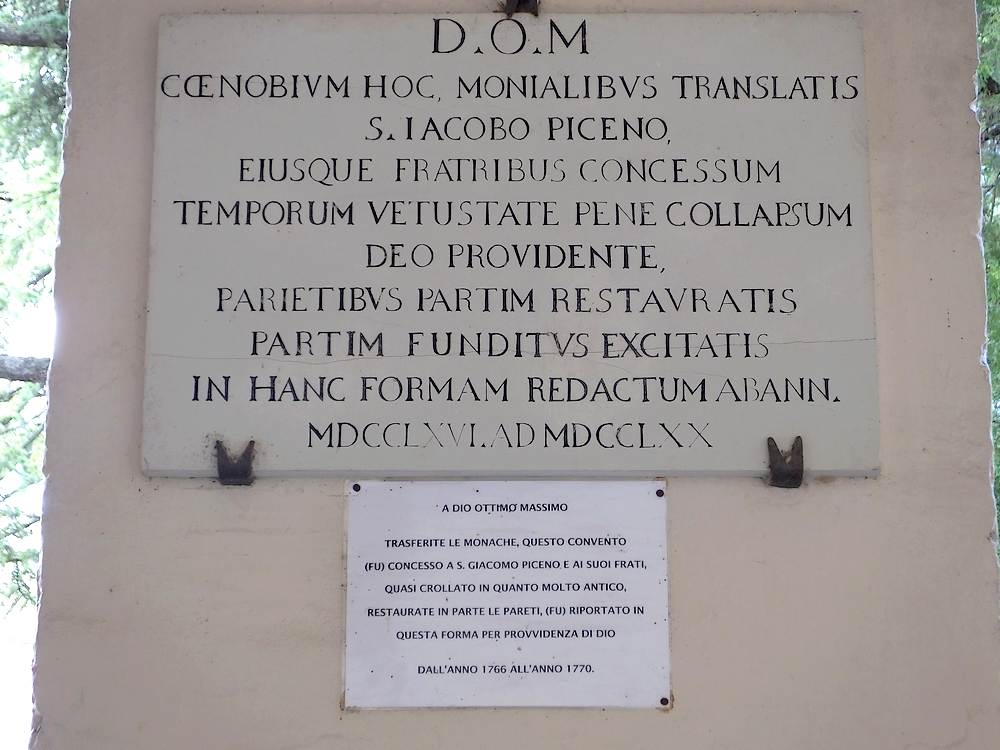 D.O.M
CŒNOBIVM HOC, MONIALIBVS TRANSLATIS
S. IACOBO PICENO,
EIUSQUE FRATRIBUS CONCESSUM
TEMPORUM VETUSTATE PENE COLLAPSUM
DEO PROVIDENTE,
PARIETIBVS PARTIM RESTAVRATIS
PARTIM FUNDITVS EXCITATIS
IN HANC FORMAM REDACTUM AB ANN.
MDCCLXVI. AD MDCCLXX
A DIO OTTIMO MASSIMO
TRASFERITE LE MONACHE, QUESTO CONVENTO
(FU) CONCESSO A S. GIACOMO PICENO E AI SUOI FRATI,
QUASI CROLLATO IN QUANTO MOLTO ANTICO,
RESTAURATE IN PARTE LE PARETI, (FU) RIPORTATO IN
QUESTA FORMA PER PROVVIDENZA DI DIO
DALL'ANNO 1766 ALL'ANNO 1770.